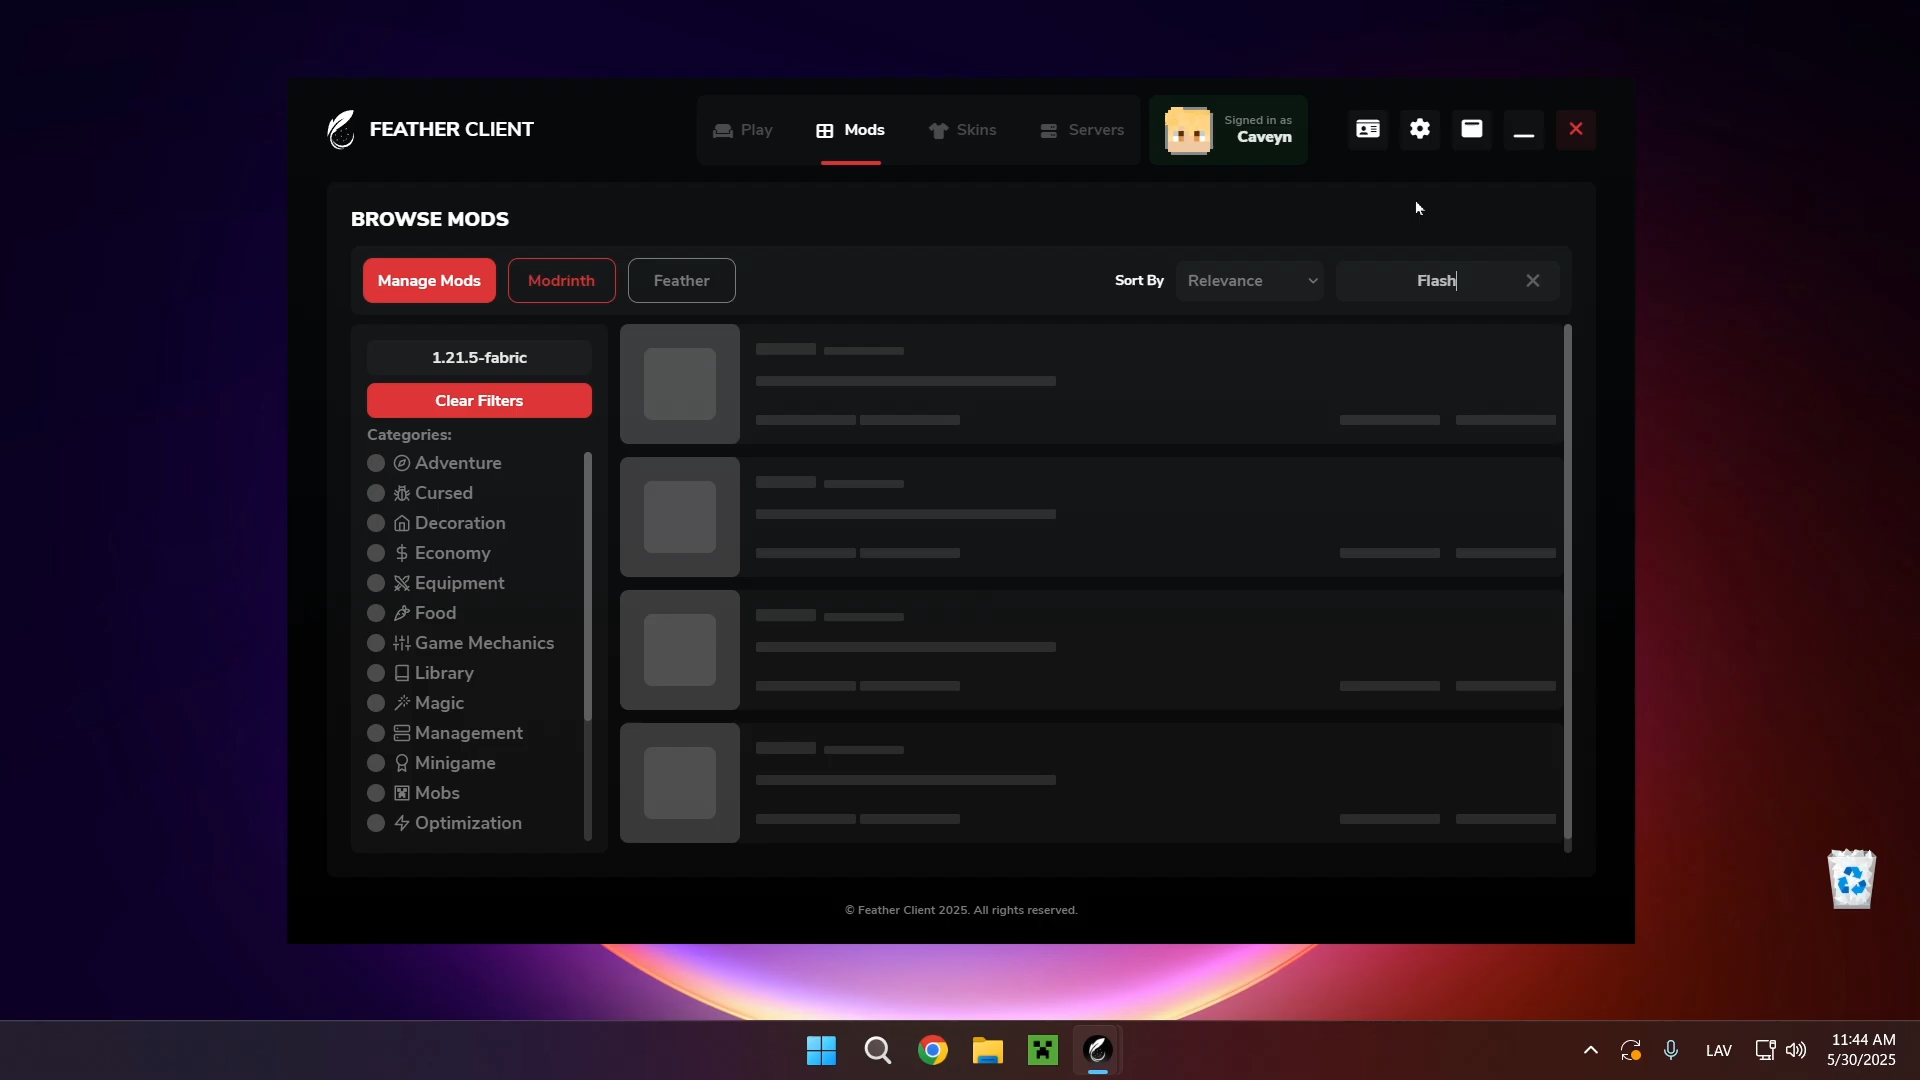 FEATHER CLIENT
Play
Mods
Skins
Servers
Signed in as
Caveyn
BROWSE MODS
Manage Mods
Modrinth
Feather
Sort By
Relevance
Flash
1.21.5-fabric
Clear Filters
Categories:
Adventure
Cursed
Decoration
Economy
Equipment
Food
Game Mechanics
Library
Magic
Management
Minigame
Mobs
Optimization
© Feather Client 2025. All rights reserved.
LAV
11:44 AM
5/30/2025